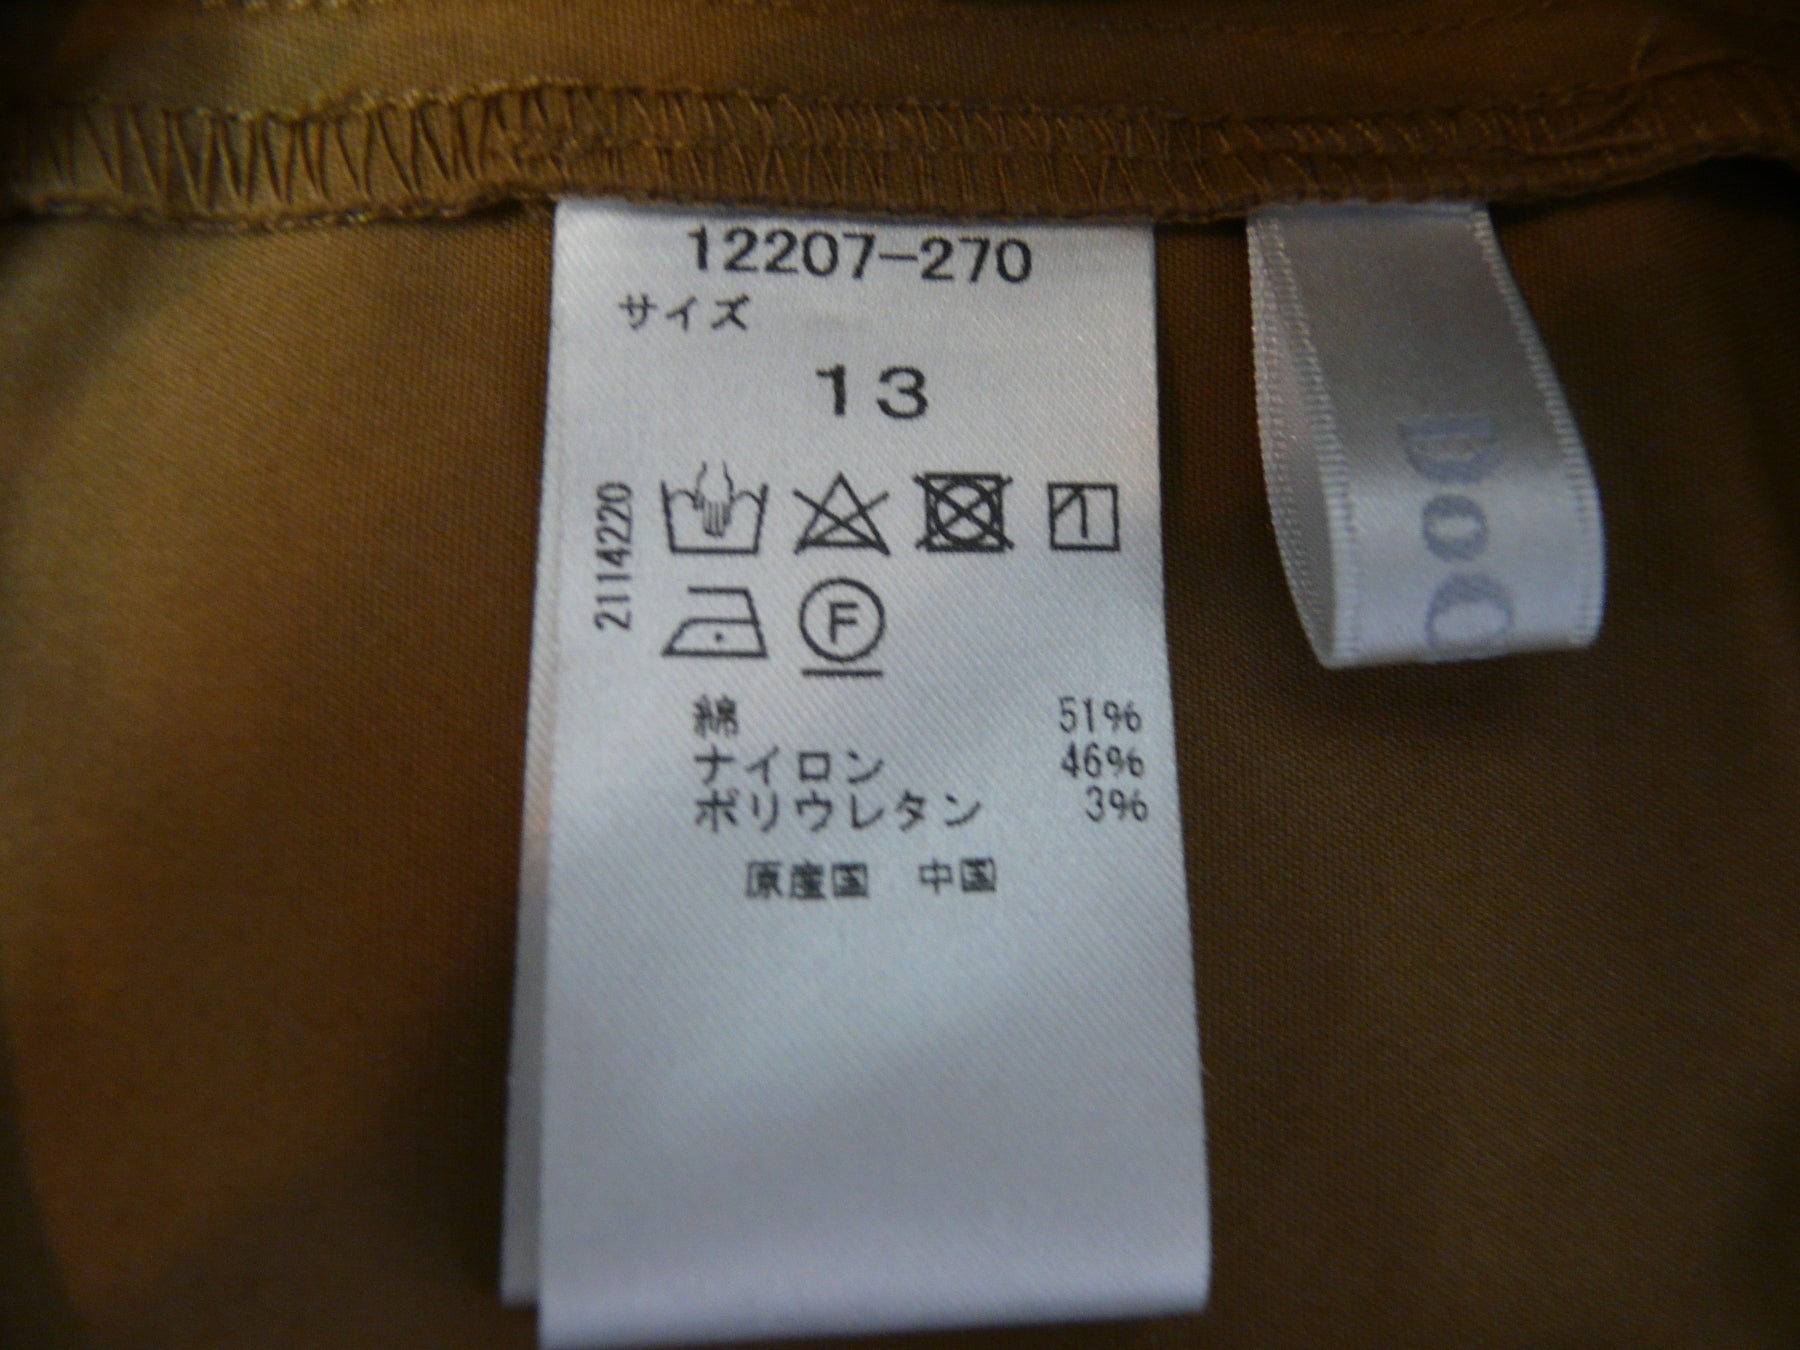 12207-270
サイズ
13
2114220
F
綿 51%
ナイロン 46%
ポリウレタン 3%
原産国 中国
DoC